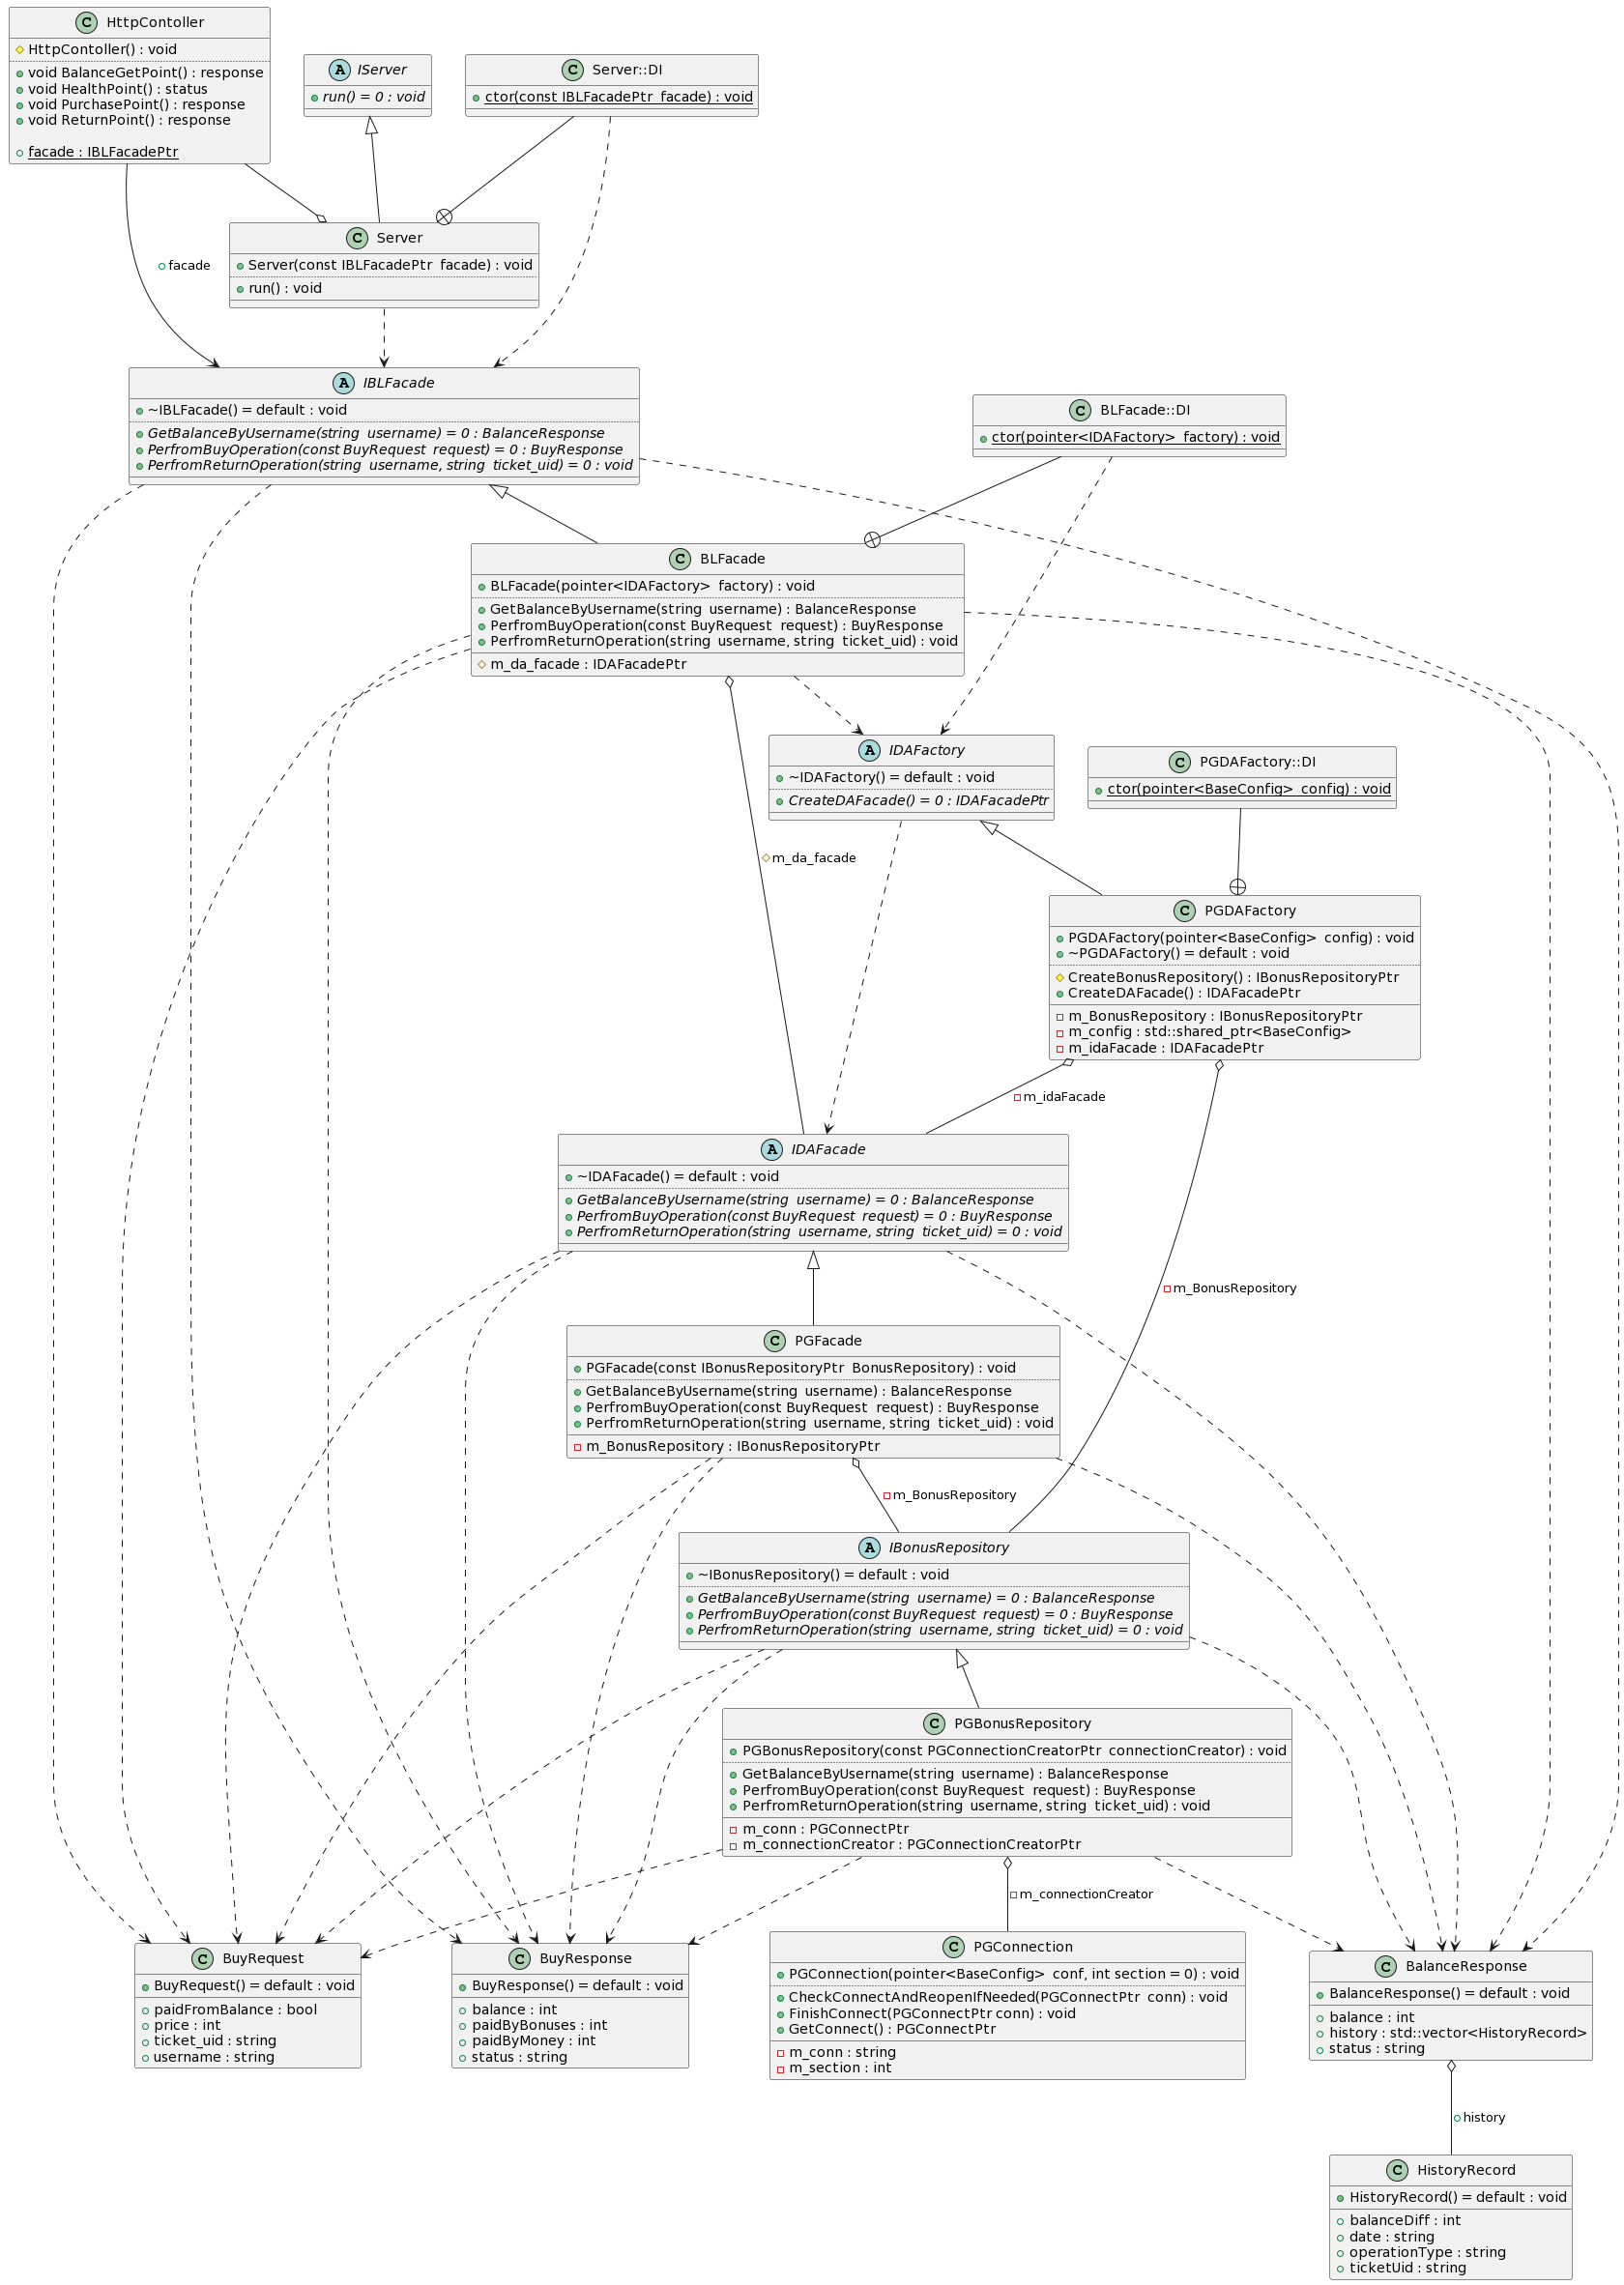 C HttpContoller
HttpContoller() : void
void BalanceGetPoint() : response
void HealthPoint() : status
void PurchasePoint() : response
void ReturnPoint() : response
facade : IBLFacadePtr
A IServer
run() = 0 : void
C Server::DI
ctor(const IBLFacadePtr  facade) : void
C Server
Server(const IBLFacadePtr  facade) : void
run() : void
facade
A IBLFacade
~IBLFacade() = default : void
GetBalanceByUsername(string  username) = 0 : BalanceResponse
PerfromBuyOperation(const BuyRequest  request) = 0 : BuyResponse
PerfromReturnOperation(string  username, string  ticket_uid) = 0 : void
C BLFacade::DI
ctor(pointer<IDAFactory>  factory) : void
C BLFacade
BLFacade(pointer<IDAFactory>  factory) : void
GetBalanceByUsername(string  username) : BalanceResponse
PerfromBuyOperation(const BuyRequest  request) : BuyResponse
PerfromReturnOperation(string  username, string  ticket_uid) : void
m_da_facade : IDAFacadePtr
A IDAFactory
~IDAFactory() = default : void
CreateDAFacade() = 0 : IDAFacadePtr
C PGDAFactory::DI
ctor(pointer<BaseConfig>  config) : void
m_da_facade
C PGDAFactory
PGDAFactory(pointer<BaseConfig>  config) : void
~PGDAFactory() = default : void
CreateBonusRepository() : IBonusRepositoryPtr
CreateDAFacade() : IDAFacadePtr
m_BonusRepository : IBonusRepositoryPtr
m_config : std::shared_ptr<BaseConfig>
m_idaFacade : IDAFacadePtr
m_idaFacade
A IDAFacade
~IDAFacade() = default : void
GetBalanceByUsername(string  username) = 0 : BalanceResponse
PerfromBuyOperation(const BuyRequest  request) = 0 : BuyResponse
PerfromReturnOperation(string  username, string  ticket_uid) = 0 : void
m_BonusRepository
C PGFacade
PGFacade(const IBonusRepositoryPtr  BonusRepository) : void
GetBalanceByUsername(string  username) : BalanceResponse
PerfromBuyOperation(const BuyRequest  request) : BuyResponse
PerfromReturnOperation(string  username, string  ticket_uid) : void
m_BonusRepository : IBonusRepositoryPtr
m_BonusRepository
A IBonusRepository
~IBonusRepository() = default : void
GetBalanceByUsername(string  username) = 0 : BalanceResponse
PerfromBuyOperation(const BuyRequest  request) = 0 : BuyResponse
PerfromReturnOperation(string  username, string  ticket_uid) = 0 : void
C PGBonusRepository
PGBonusRepository(const PGConnectionCreatorPtr  connectionCreator) : void
GetBalanceByUsername(string  username) : BalanceResponse
PerfromBuyOperation(const BuyRequest  request) : BuyResponse
PerfromReturnOperation(string  username, string  ticket_uid) : void
m_conn : PGConnectPtr
m_connectionCreator : PGConnectionCreatorPtr
m_connectionCreator
C BuyRequest
BuyRequest() = default : void
paidFromBalance : bool
price : int
ticket_uid : string
username : string
C BuyResponse
BuyResponse() = default : void
balance : int
paidByBonuses : int
paidByMoney : int
status : string
C PGConnection
PGConnection(pointer<BaseConfig>  conf, int section = 0) : void
CheckConnectAndReopenIfNeeded(PGConnectPtr  conn) : void
FinishConnect(PGConnectPtr conn) : void
GetConnect() : PGConnectPtr
m_conn : string
m_section : int
C BalanceResponse
BalanceResponse() = default : void
balance : int
history : std::vector<HistoryRecord>
status : string
history
C HistoryRecord
HistoryRecord() = default : void
balanceDiff : int
date : string
operationType : string
ticketUid : string